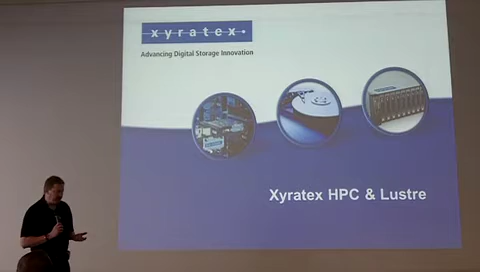 xyratex
Advancing Digital Storage Innovation
Xyratex HPC & Lustre